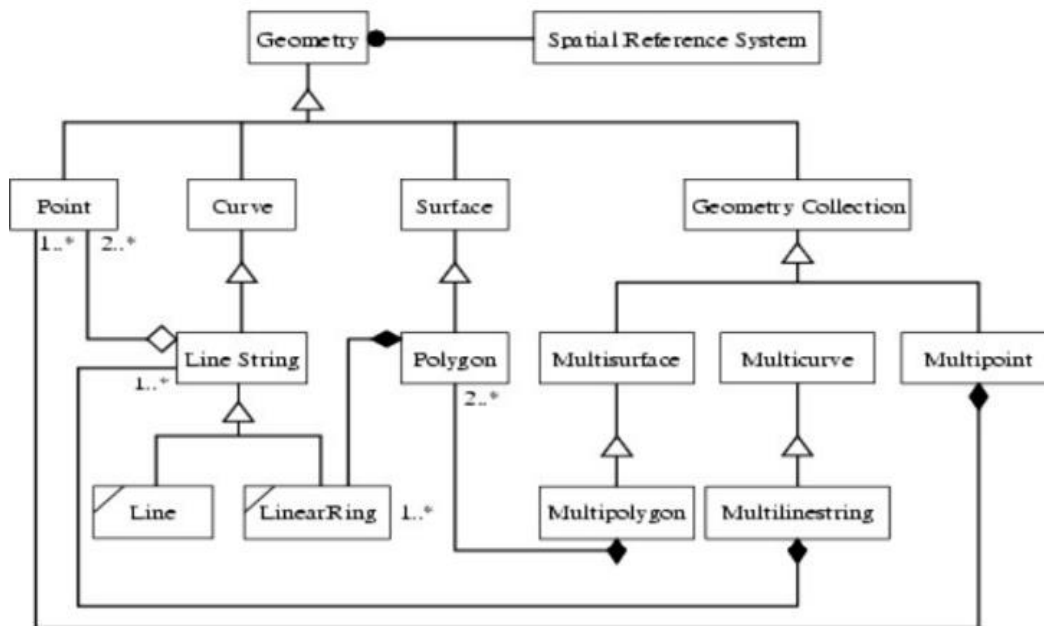 Geometry
Spatial Reference System
Point
Curve
Surface
Geometry Collection
1..*
2..*
Line String
Polygon
Multisurface
Multicurve
Multipoint
1..*
2..*
Line
LinearRing
1..*
Multipolygon
Multilinestring